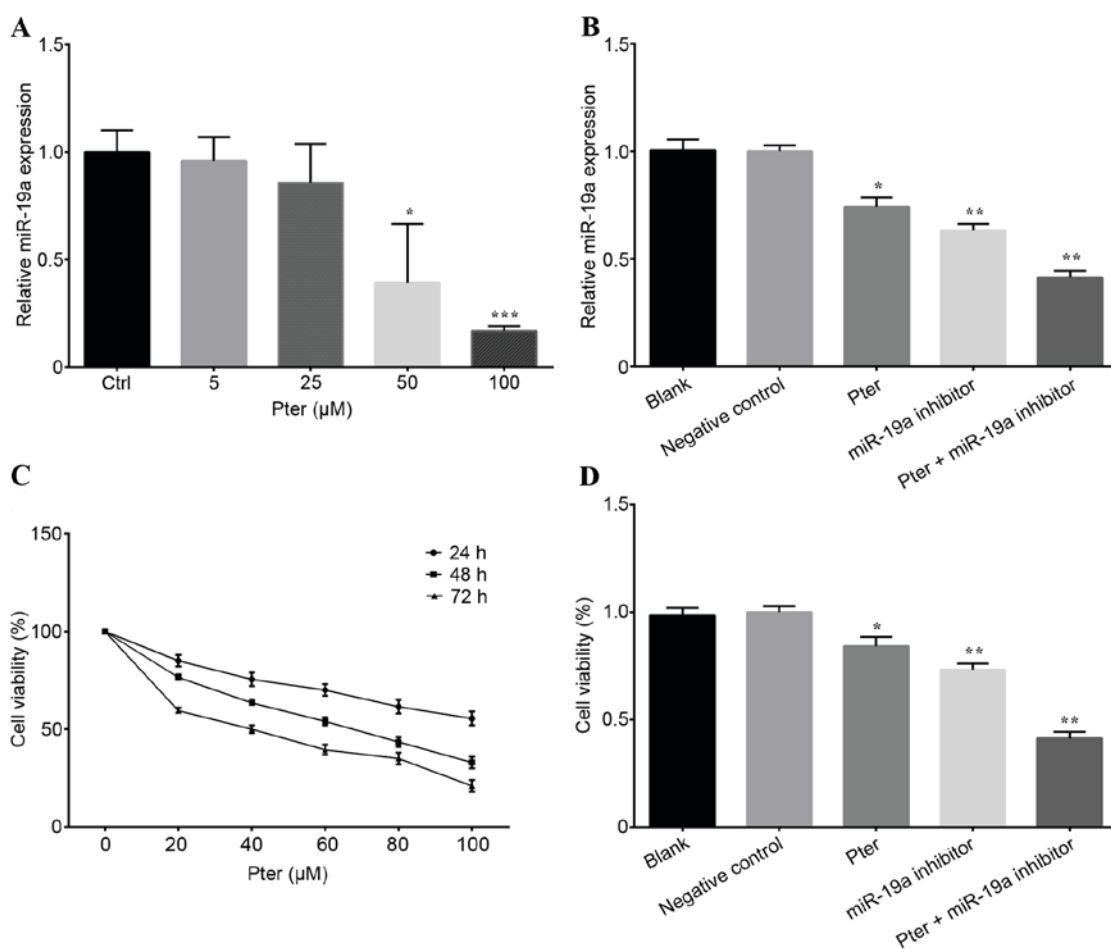 A
Relative miR-19a expression
1.5
1.0
0.5
0
*
***
Ctrl 5 25 50 100
Pter (µM)
B
Relative miR-19a expression
1.5
1.0
0.5
0
*
**
**
Blank
Negative control
Pter
miR-19a inhibitor
Pter + miR-19a inhibitor
C
Cell viability (%)
150
100
50
0
24 h
48 h
72 h
0 20 40 60 80 100
Pter (µM)
D
Cell viability (%)
1.5
1.0
0.5
0
*
**
**
Blank
Negative control
Pter
miR-19a inhibitor
Pter + miR-19a inhibitor